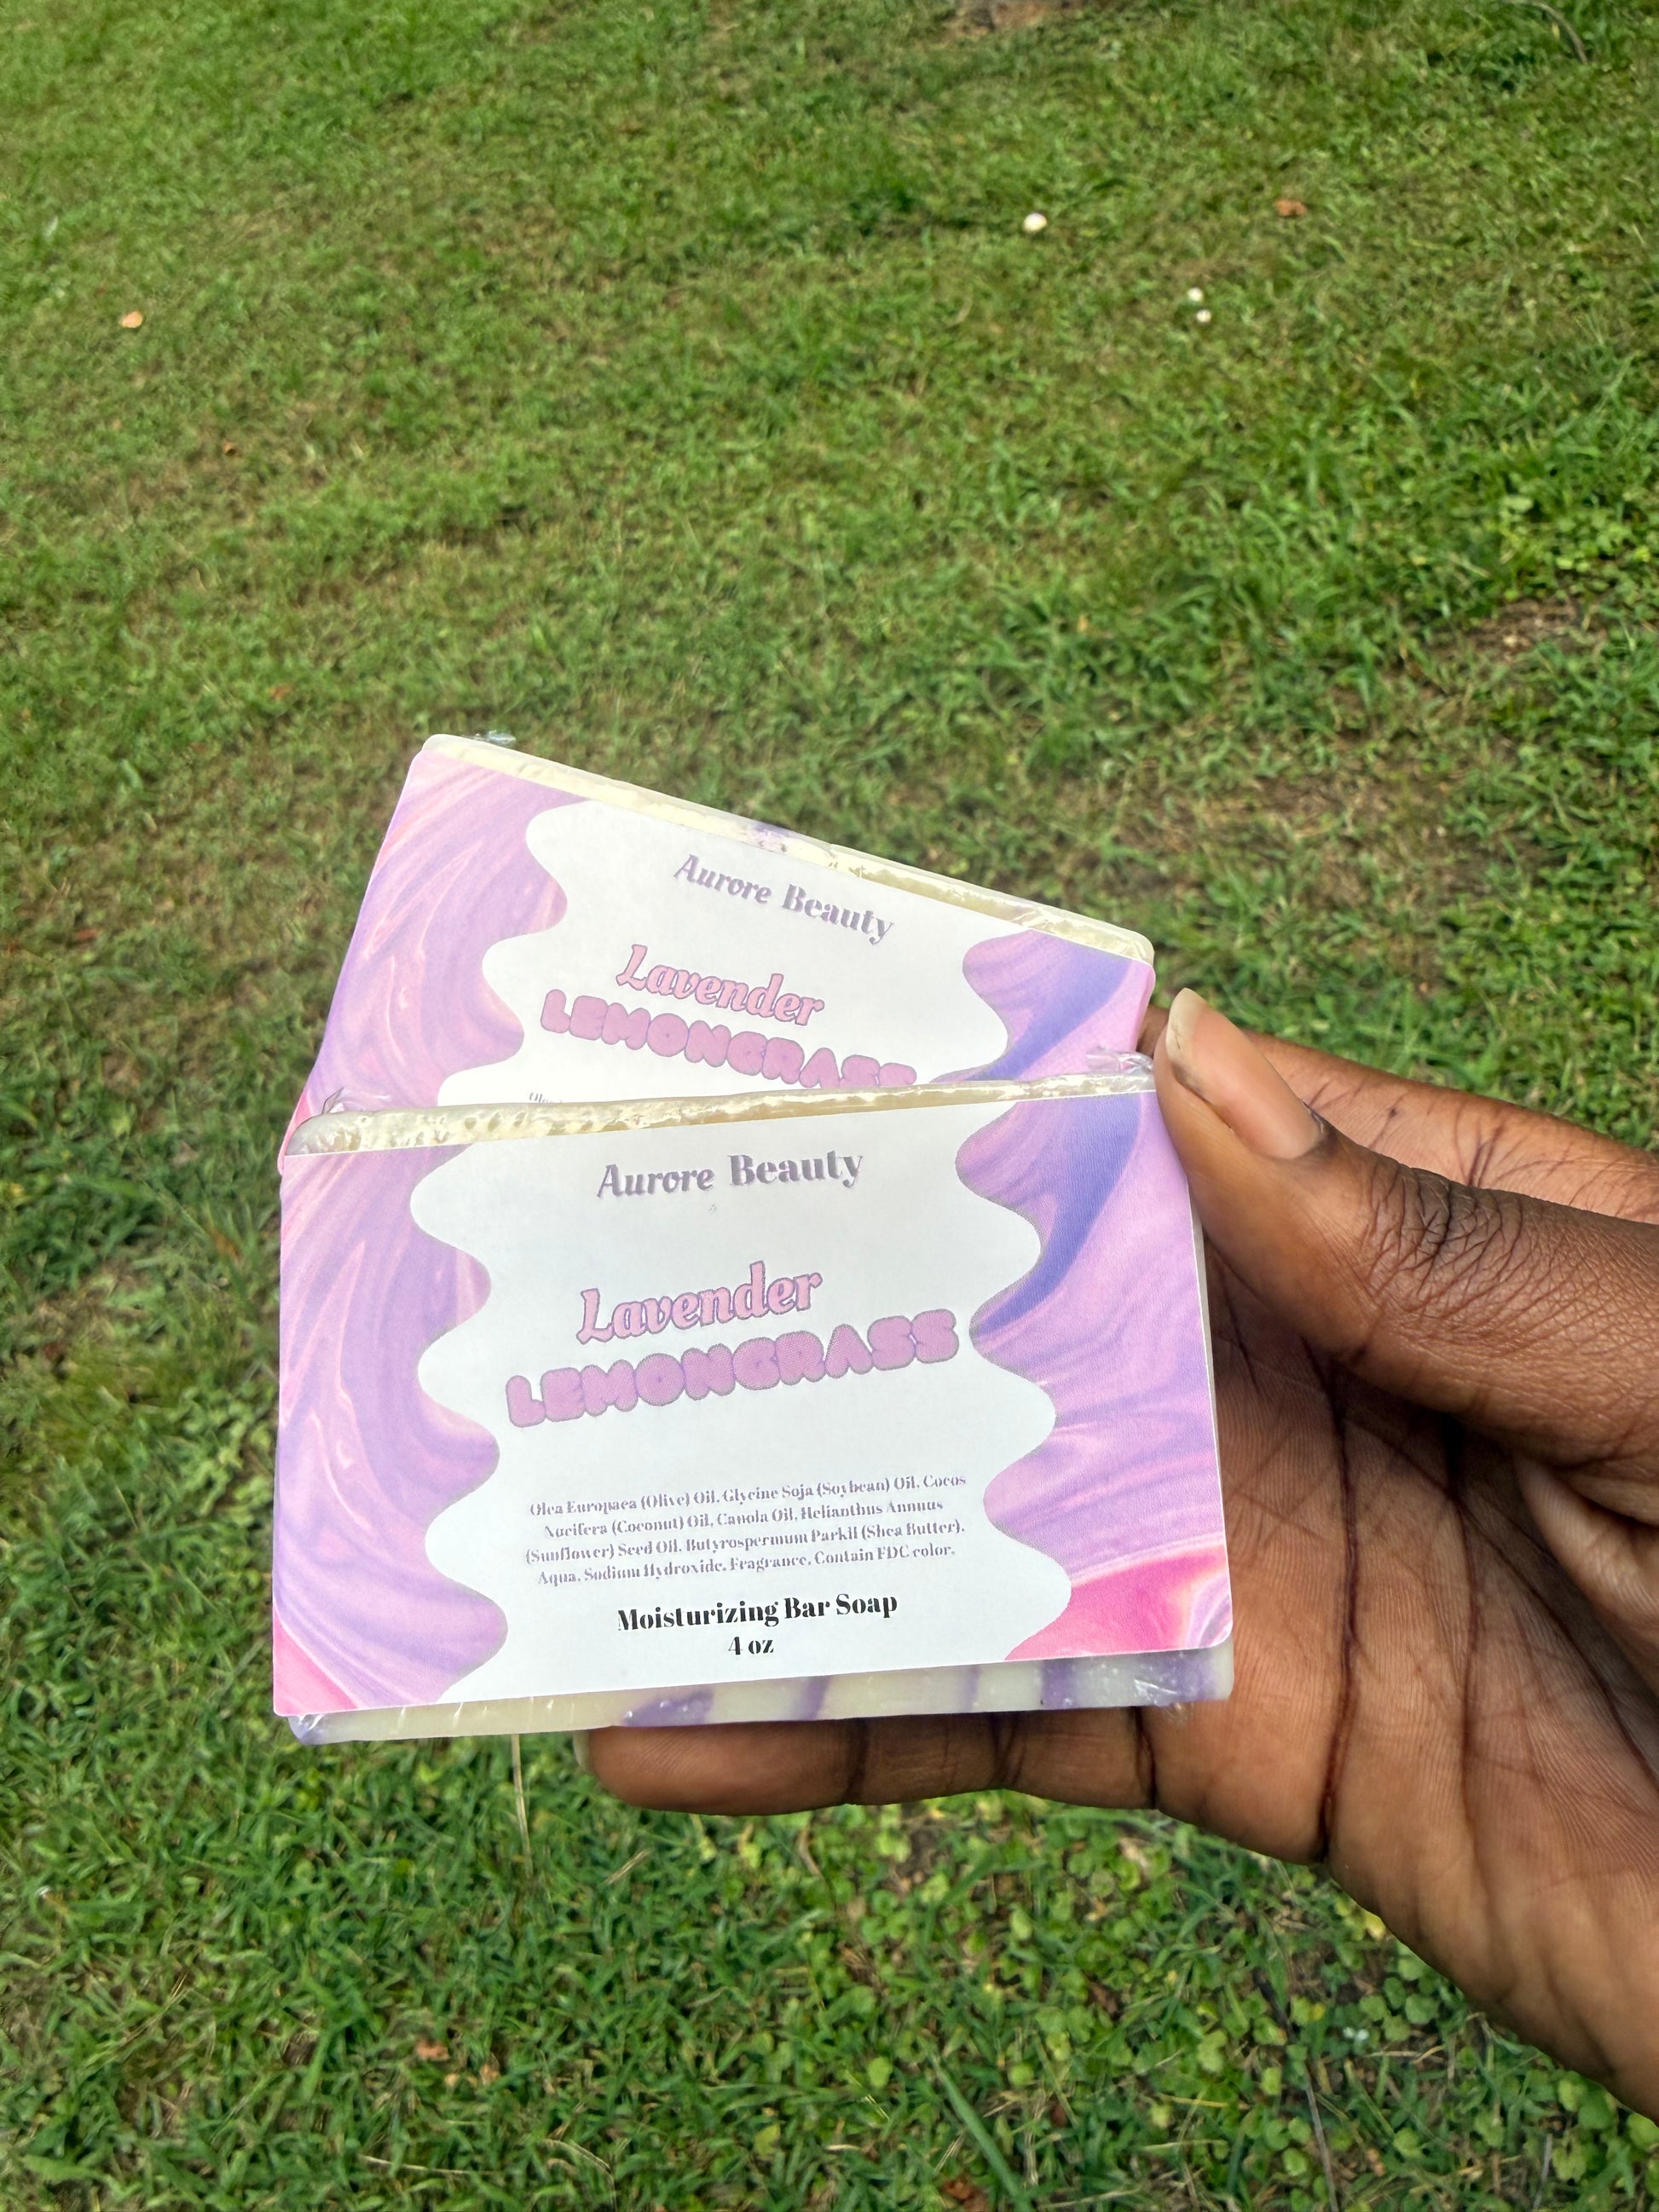 Aurore Beauty
Lavender
LEMONGRASS
Aurore Beauty
Lavender
LEMONGRASS
Olea Europaea (Olive) Oil, Glycine Soja (Soybean) Oil, Cocos
Nucifera (Coconut) Oil, Canola Oil, Helianthus Annuus
(Sunflower) Seed Oil, Butyrospermum Parkii (Shea Butter),
Aqua, Sodium Hydroxide, Fragrance, Contain FDC color.
Moisturizing Bar Soap
4 oz